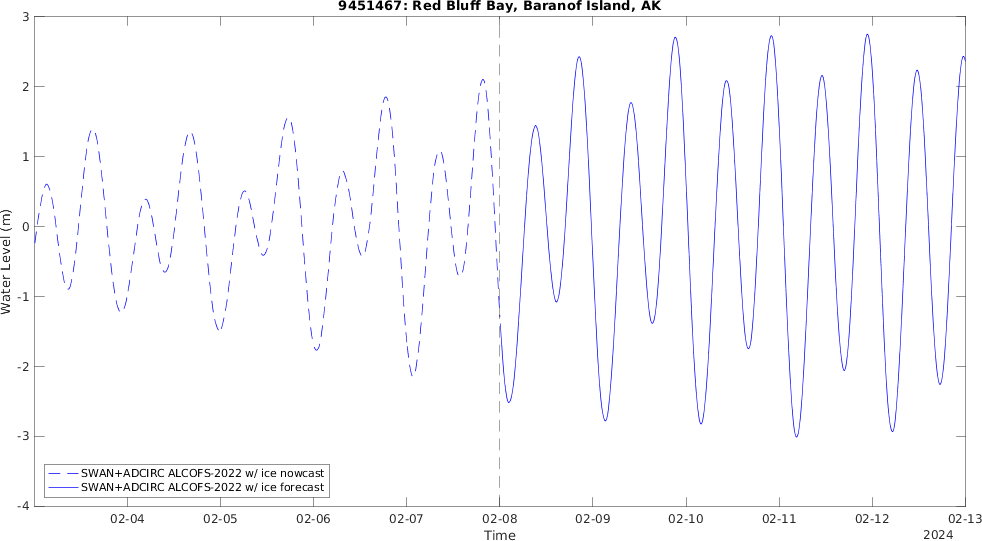 9451467: Red Bluff Bay, Baranof Island, AK
Water Level (m)
3
2
1
0
-1
-2
-3
-4
SWAN+ADCIRC ALCOFS-2022 w/ ice nowcast
SWAN+ADCIRC ALCOFS-2022 w/ ice forecast
02-04 02-05 02-06 02-07 02-08 02-09 02-10 02-11 02-12 02-13
Time
2024